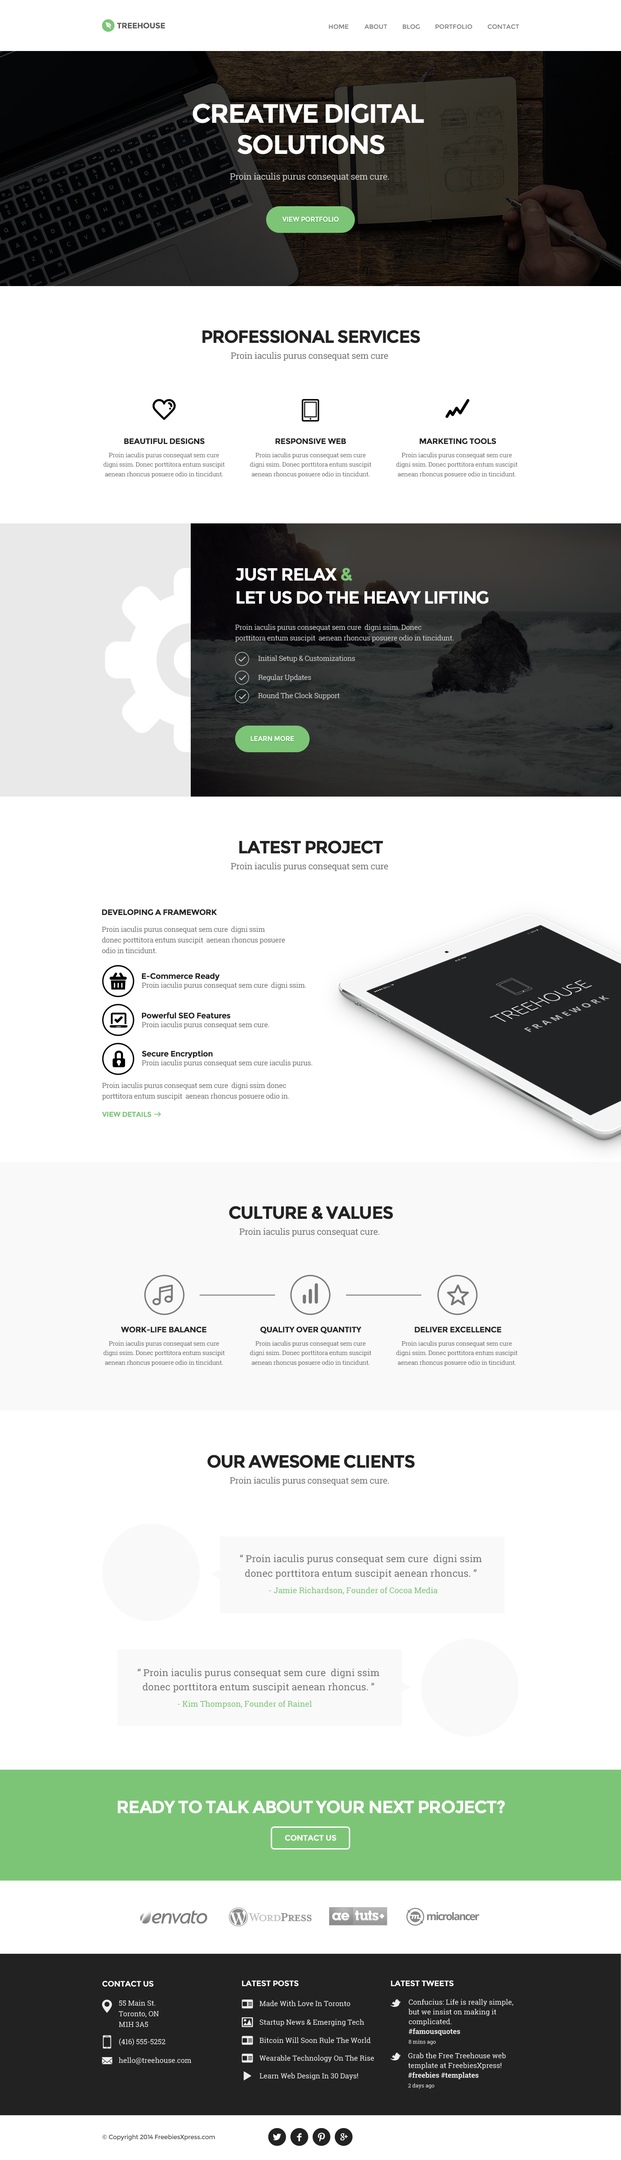 TREEHOUSE
HOME ABOUT BLOG PORTFOLIO CONTACT
CREATIVE DIGITAL
SOLUTIONS
Proin iaculis purus consequat sem cure.
VIEW PORTFOLIO
PROFESSIONAL SERVICES
Proin iaculis purus consequat sem cure
BEAUTIFUL DESIGNS
Proin iaculis purus consequat sem cure
digni ssim. Donec porttitora entum suscipit
aenean rhoncus posuere odio in tincidunt.
RESPONSIVE WEB
Proin iaculis purus consequat sem cure
digni ssim. Donec porttitora entum suscipit
aenean rhoncus posuere odio in tincidunt.
MARKETING TOOLS
Proin iaculis purus consequat sem cure
digni ssim. Donec porttitora entum suscipit
aenean rhoncus posuere odio in tincidunt.
JUST RELAX &
LET US DO THE HEAVY LIFTING
Proin iaculis purus consequat sem cure digni ssim. Donec
porttitora entum suscipit aenean rhoncus posuere odio in tincidunt.
Initial Setup & Customizations
Regular Updates
Round The Clock Support
LEARN MORE
LATEST PROJECT
Proin iaculis purus consequat sem cure
DEVELOPING A FRAMEWORK
Proin iaculis purus consequat sem cure digni ssim
donec porttitora entum suscipit aenean rhoncus posuere
odio in tincidunt.
E-Commerce Ready
Proin iaculis purus consequat sem cure digni ssim.
Powerful SEO Features
Proin iaculis purus consequat sem cure.
Secure Encryption
Proin iaculis purus consequat sem cure iaculis purus.
Proin iaculis purus consequat sem cure digni ssim donec
porttitora entum suscipit aenean rhoncus posuere odio in.
VIEW DETAILS →
TREEHOUSE
FRAMEWORK
CULTURE & VALUES
Proin iaculis purus consequat cure.
WORK-LIFE BALANCE
Proin iaculis purus consequat sem cure
digni ssim. Donec porttitora entum suscipit
aenean rhoncus posuere odio in tincidunt.
QUALITY OVER QUANTITY
Proin iaculis purus consequat sem cure
digni ssim. Donec porttitora entum suscipit
aenean rhoncus posuere odio in tincidunt.
DELIVER EXCELLENCE
Proin iaculis purus consequat sem cure
digni ssim. Donec porttitora entum suscipit
aenean rhoncus posuere odio in tincidunt.
OUR AWESOME CLIENTS
Proin iaculis purus consequat sem cure.
" Proin iaculis purus consequat sem cure digni ssim
donec porttitora entum suscipit aenean rhoncus. "
- Jamie Richardson, Founder of Cocoa Media
" Proin iaculis purus consequat sem cure digni ssim
donec porttitora entum suscipit aenean rhoncus. "
- Kim Thompson, Founder of Rainel
READY TO TALK ABOUT YOUR NEXT PROJECT?
CONTACT US
envato WORDPRESS ae tuts+ m microlancer
CONTACT US
55 Main St.
Toronto, ON
M1H 3A5
(416) 555-5252
hello@treehouse.com
LATEST POSTS
Made With Love In Toronto
Startup News & Emerging Tech
Bitcoin Will Soon Rule The World
Wearable Technology On The Rise
Learn Web Design In 30 Days!
LATEST TWEETS
Confucius: Life is really simple,
but we insist on making it
complicated.
#famousquotes
8 mins ago
Grab the Free Treehouse web
template at FreebiesXpress!
#freebies #templates
2 days ago
© Copyright 2014 FreebiesXpress.com